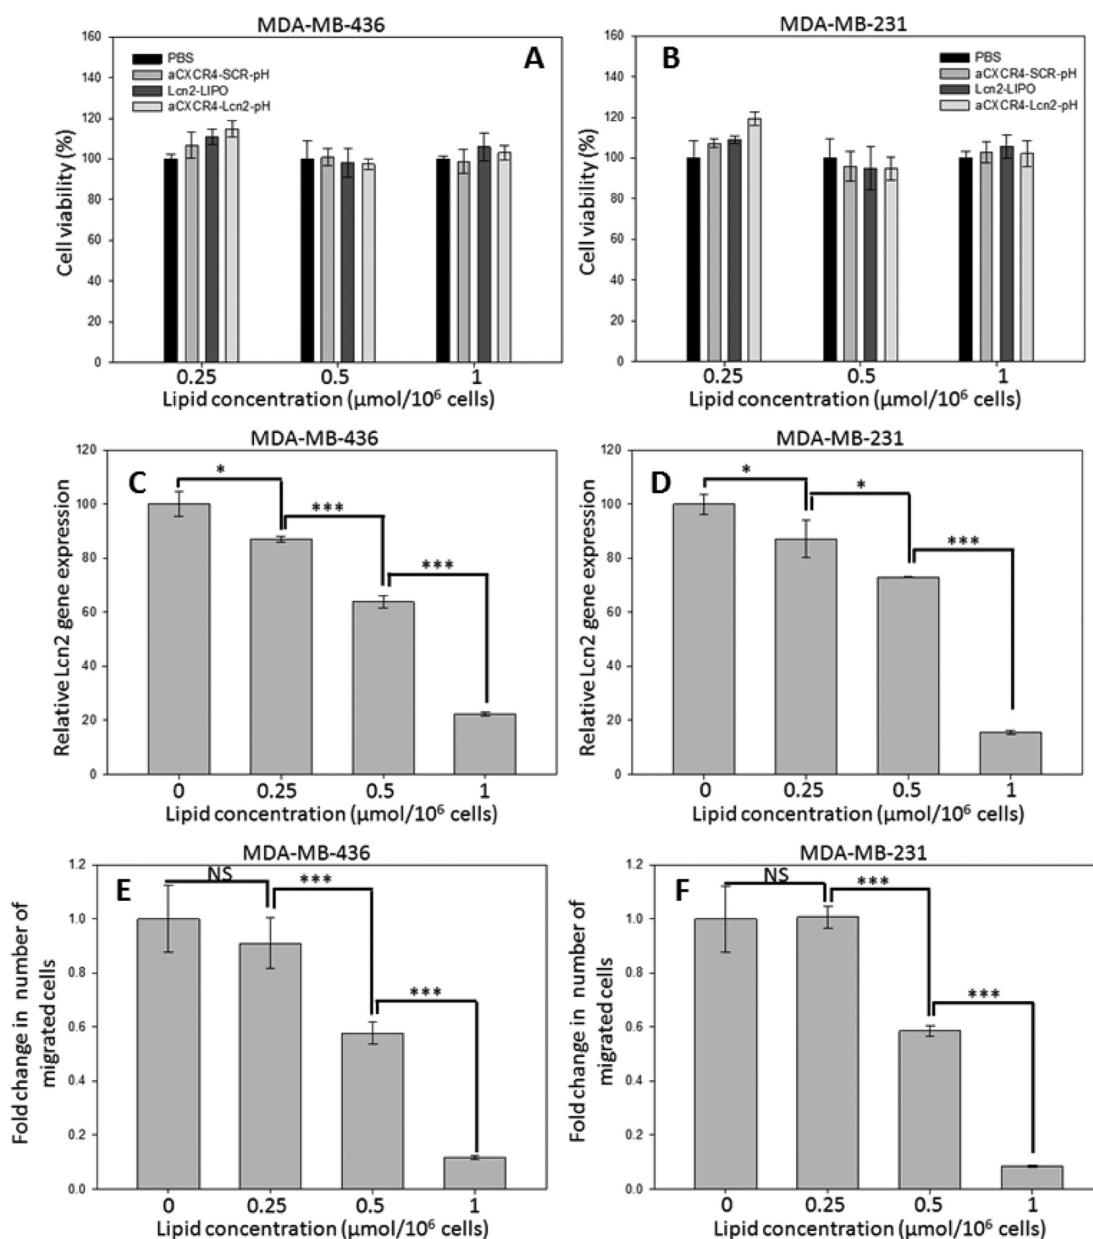 MDA-MB-436
A
PBS
aCXCR4-SCR-pH
Lcn2-LIPO
aCXCR4-Lcn2-pH
Cell viability (%)
160
140
120
100
80
60
40
20
0
0.25 0.5 1
Lipid concentration (µmol/10⁶ cells)
MDA-MB-231
B
PBS
aCXCR4-SCR-pH
Lcn2-LIPO
aCXCR4-Lcn2-pH
Cell viability (%)
160
140
120
100
80
60
40
20
0
0.25 0.5 1
Lipid concentration (µmol/10⁶ cells)
MDA-MB-436
C
* *** ***
Relative Lcn2 gene expression
120
100
80
60
40
20
0
0 0.25 0.5 1
Lipid concentration (µmol/10⁶ cells)
MDA-MB-231
D
* * ***
Relative Lcn2 gene expression
120
100
80
60
40
20
0
0 0.25 0.5 1
Lipid concentration (µmol/10⁶ cells)
MDA-MB-436
E
NS *** ***
Fold change in number of
migrated cells
1.2
1.0
0.8
0.6
0.4
0.2
0.0
0 0.25 0.5 1
Lipid concentration (µmol/10⁶ cells)
MDA-MB-231
F
NS *** ***
Fold change in number of
migrated cells
1.2
1.0
0.8
0.6
0.4
0.2
0.0
0 0.25 0.5 1
Lipid concentration (µmol/10⁶ cells)